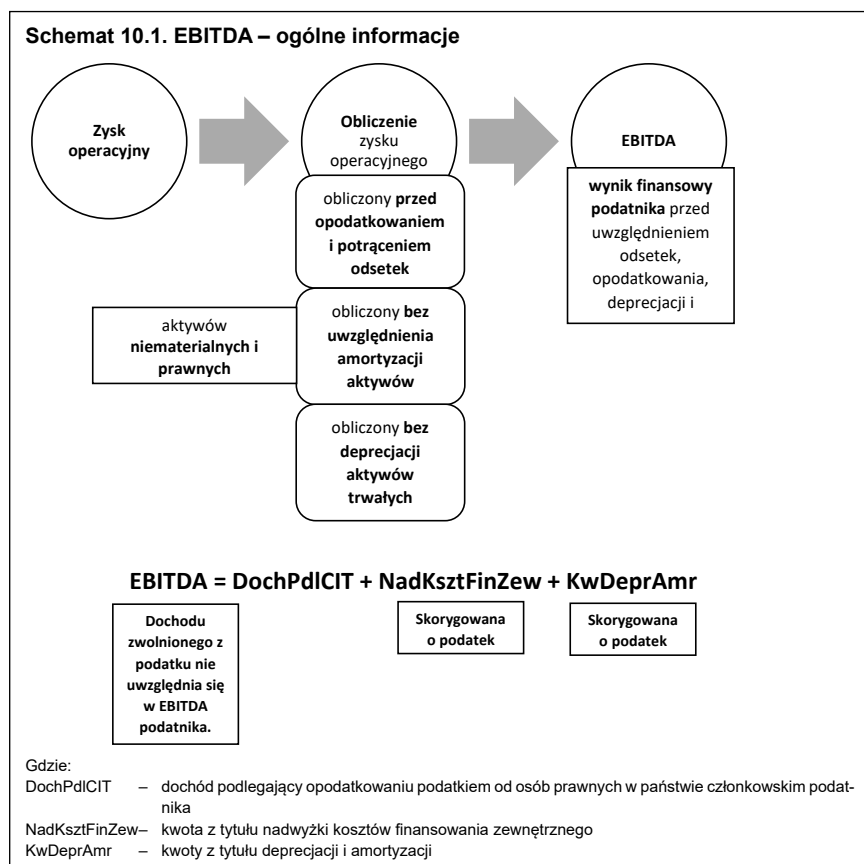 Schemat 10.1. EBITDA – ogólne informacje
Zysk
operacyjny
Obliczenie
zysku
operacyjnego
EBITDA
obliczony przed
opodatkowaniem
i potrąceniem
odsetek
wynik finansowy
podatnika przed
uwzględnieniem
odsetek,
opodatkowania,
deprecjacji i
aktywów
niematerialnych i
prawnych
obliczony bez
uwzględnienia
amortyzacji
aktywów
obliczony bez
deprecjacji
aktywów
trwałych
EBITDA = DochPdlCIT + NadKsztFinZew + KwDeprAmr
Dochodu
zwolnionego z
podatku nie
uwzględnia się
w EBITDA
podatnika.
Skorygowana
o podatek
Skorygowana
o podatek
Gdzie:
DochPdlCIT – dochód podlegający opodatkowaniu podatkiem od osób prawnych w państwie członkowskim podat-
nika
NadKsztFinZew– kwota z tytułu nadwyżki kosztów finansowania zewnętrznego
KwDeprAmr – kwoty z tytułu deprecjacji i amortyzacji